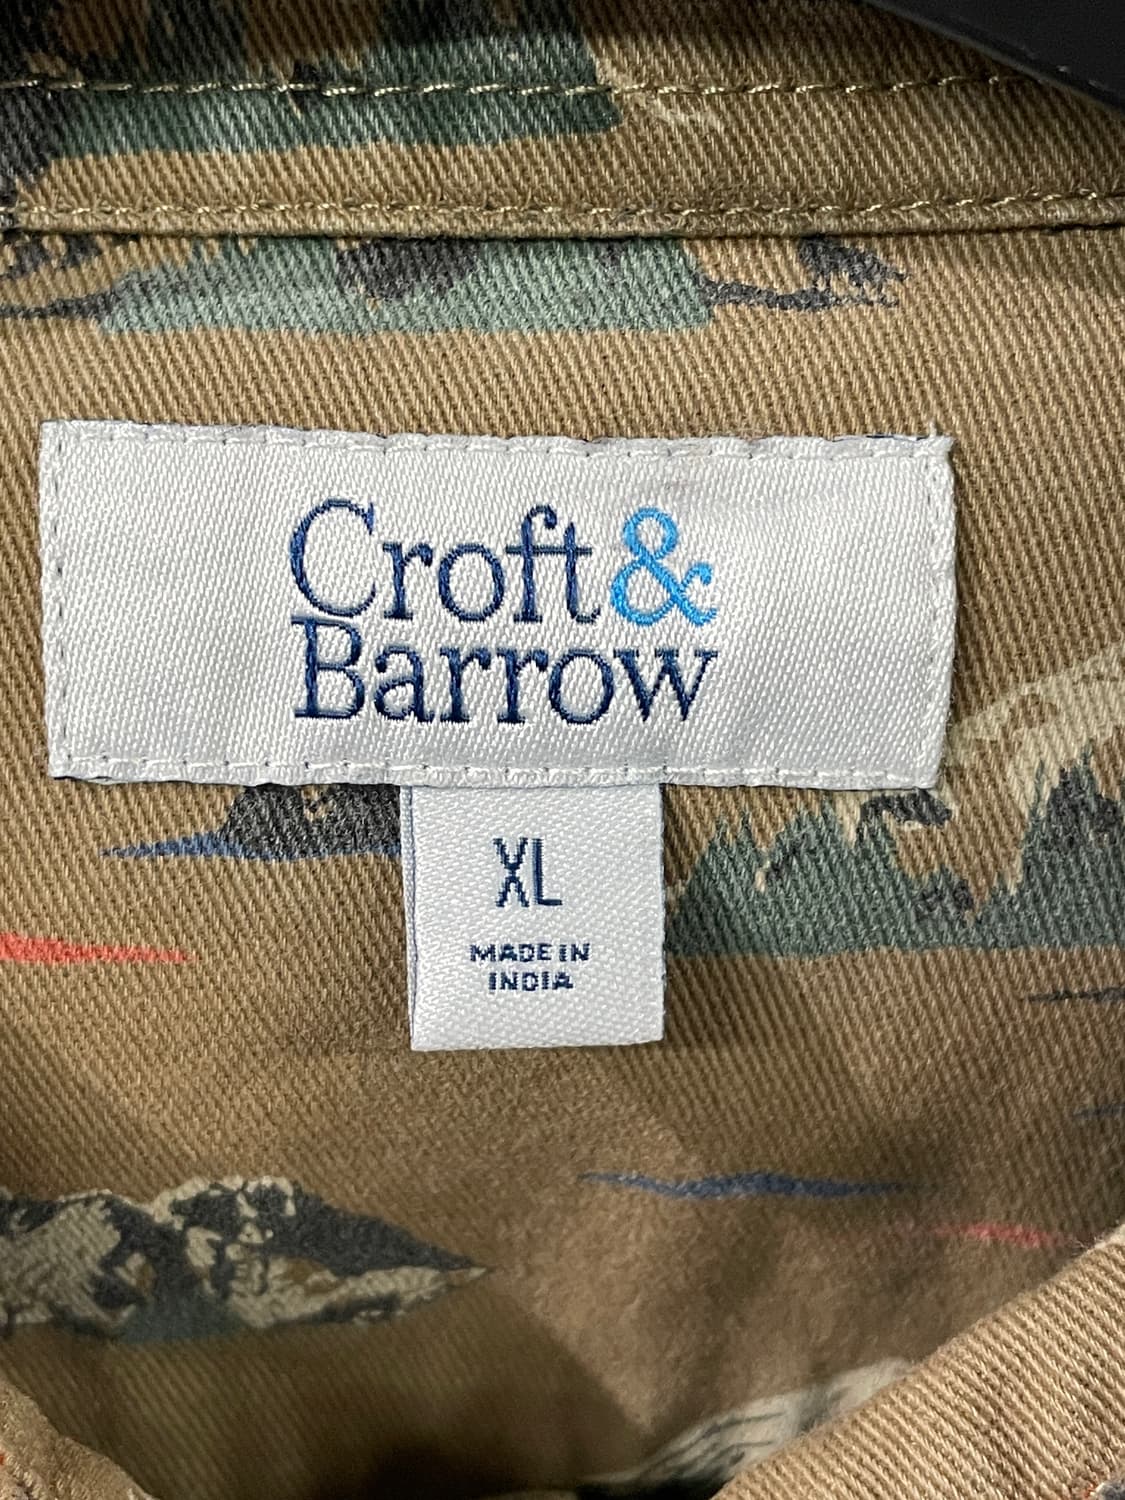 Croft &
Barrow
XL
MADE IN
INDIA